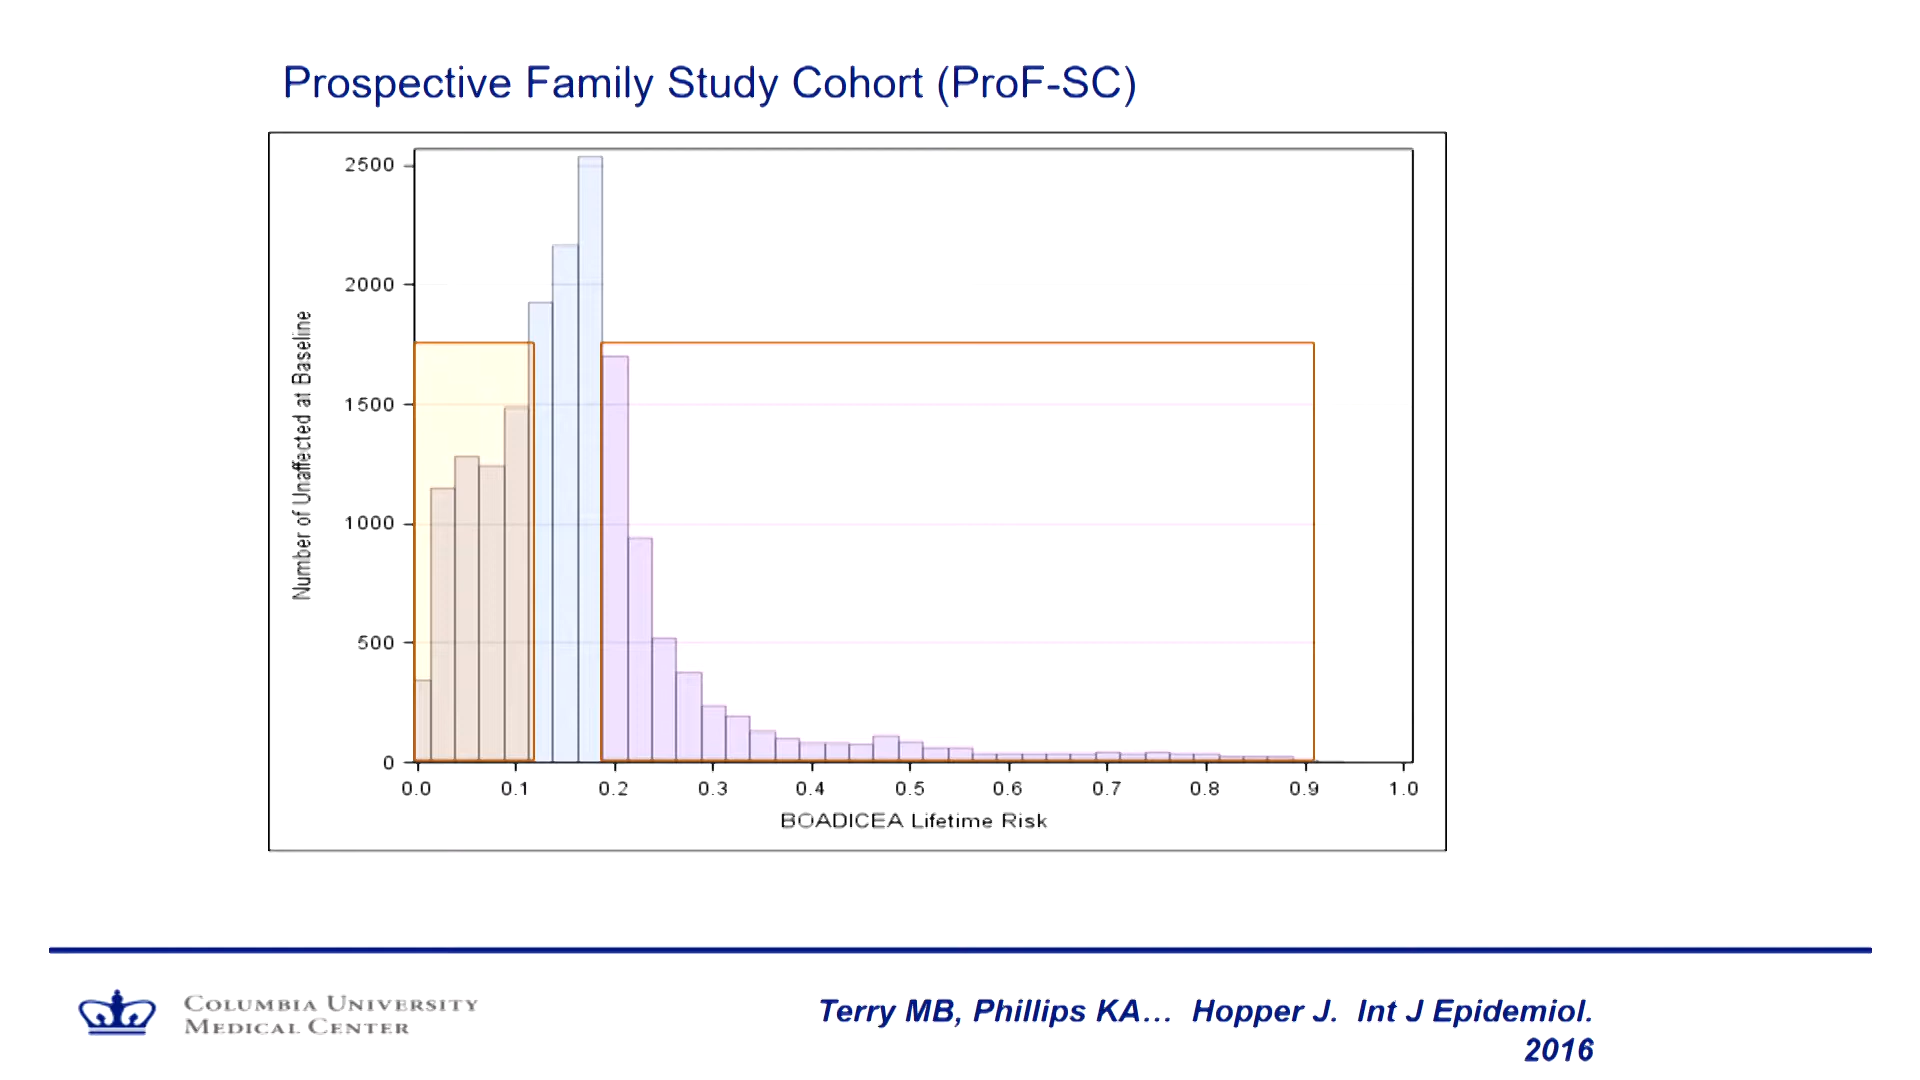 Prospective Family Study Cohort (ProF-SC)
2500
2000
1500
1000
500
0
Number of Unaffected at Baseline
0.0 0.1 0.2 0.3 0.4 0.5 0.6 0.7 0.8 0.9 1.0
BOADICEA Lifetime Risk
COLUMBIA UNIVERSITY
MEDICAL CENTER
Terry MB, Phillips KA... Hopper J. Int J Epidemiol.
2016